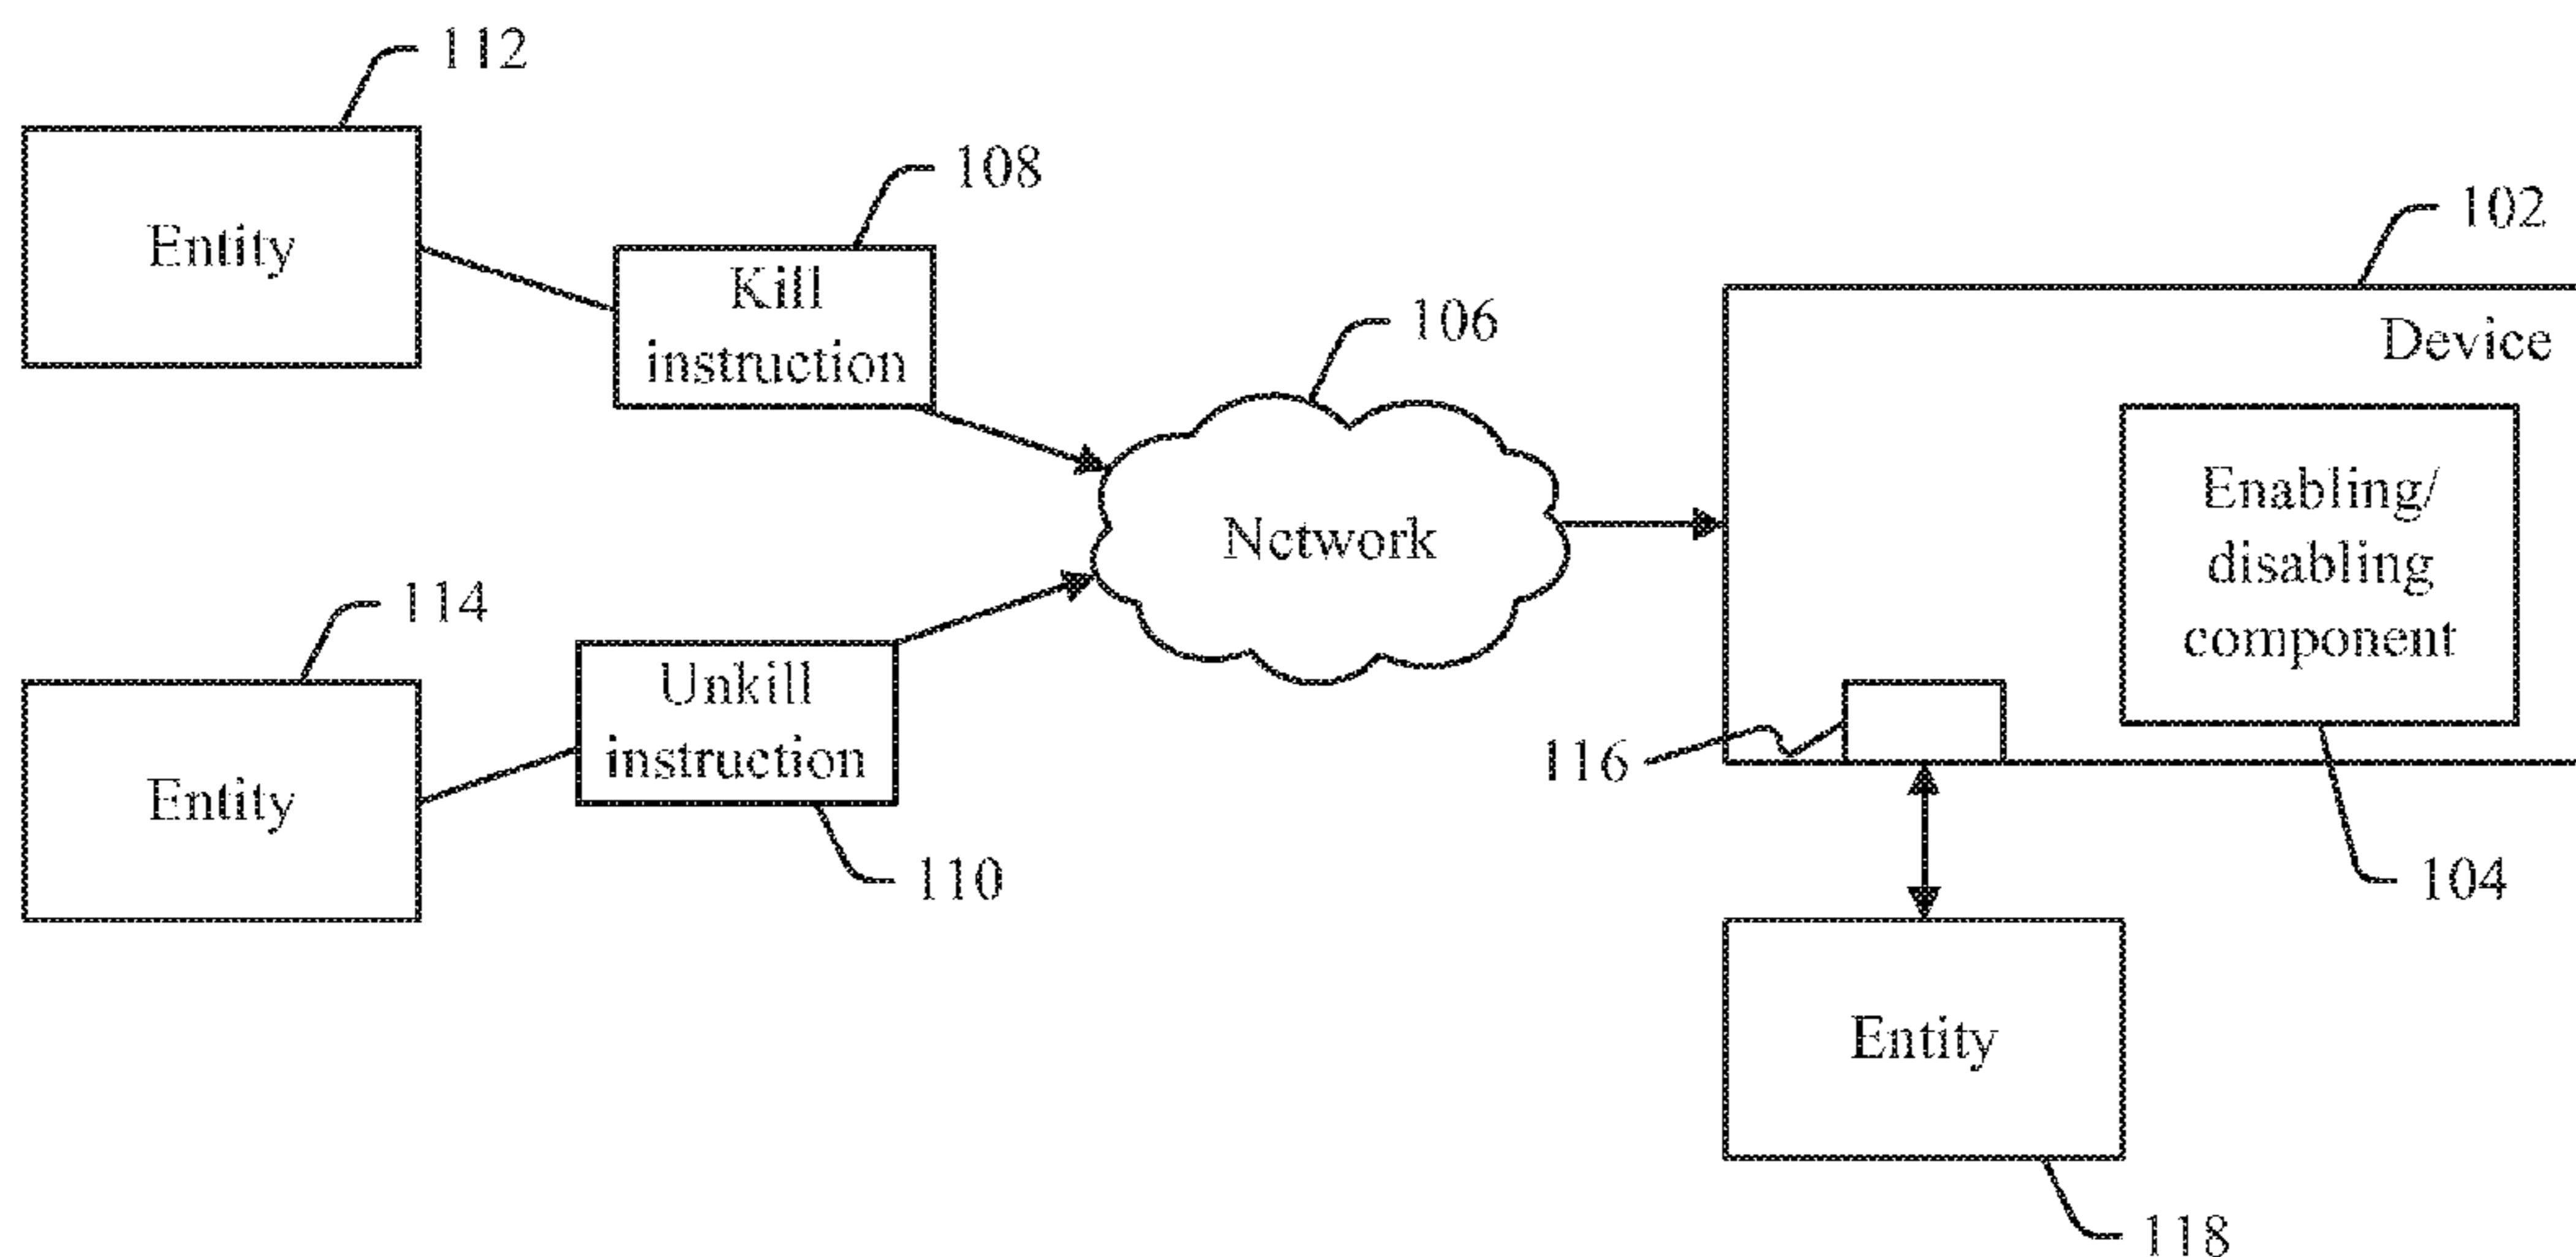 112
Entity
108
Kill
instruction
106
Network
102
Device
Enabling/
disabling
component
104
114
Entity
Unkill
instruction
110
116
Entity
118